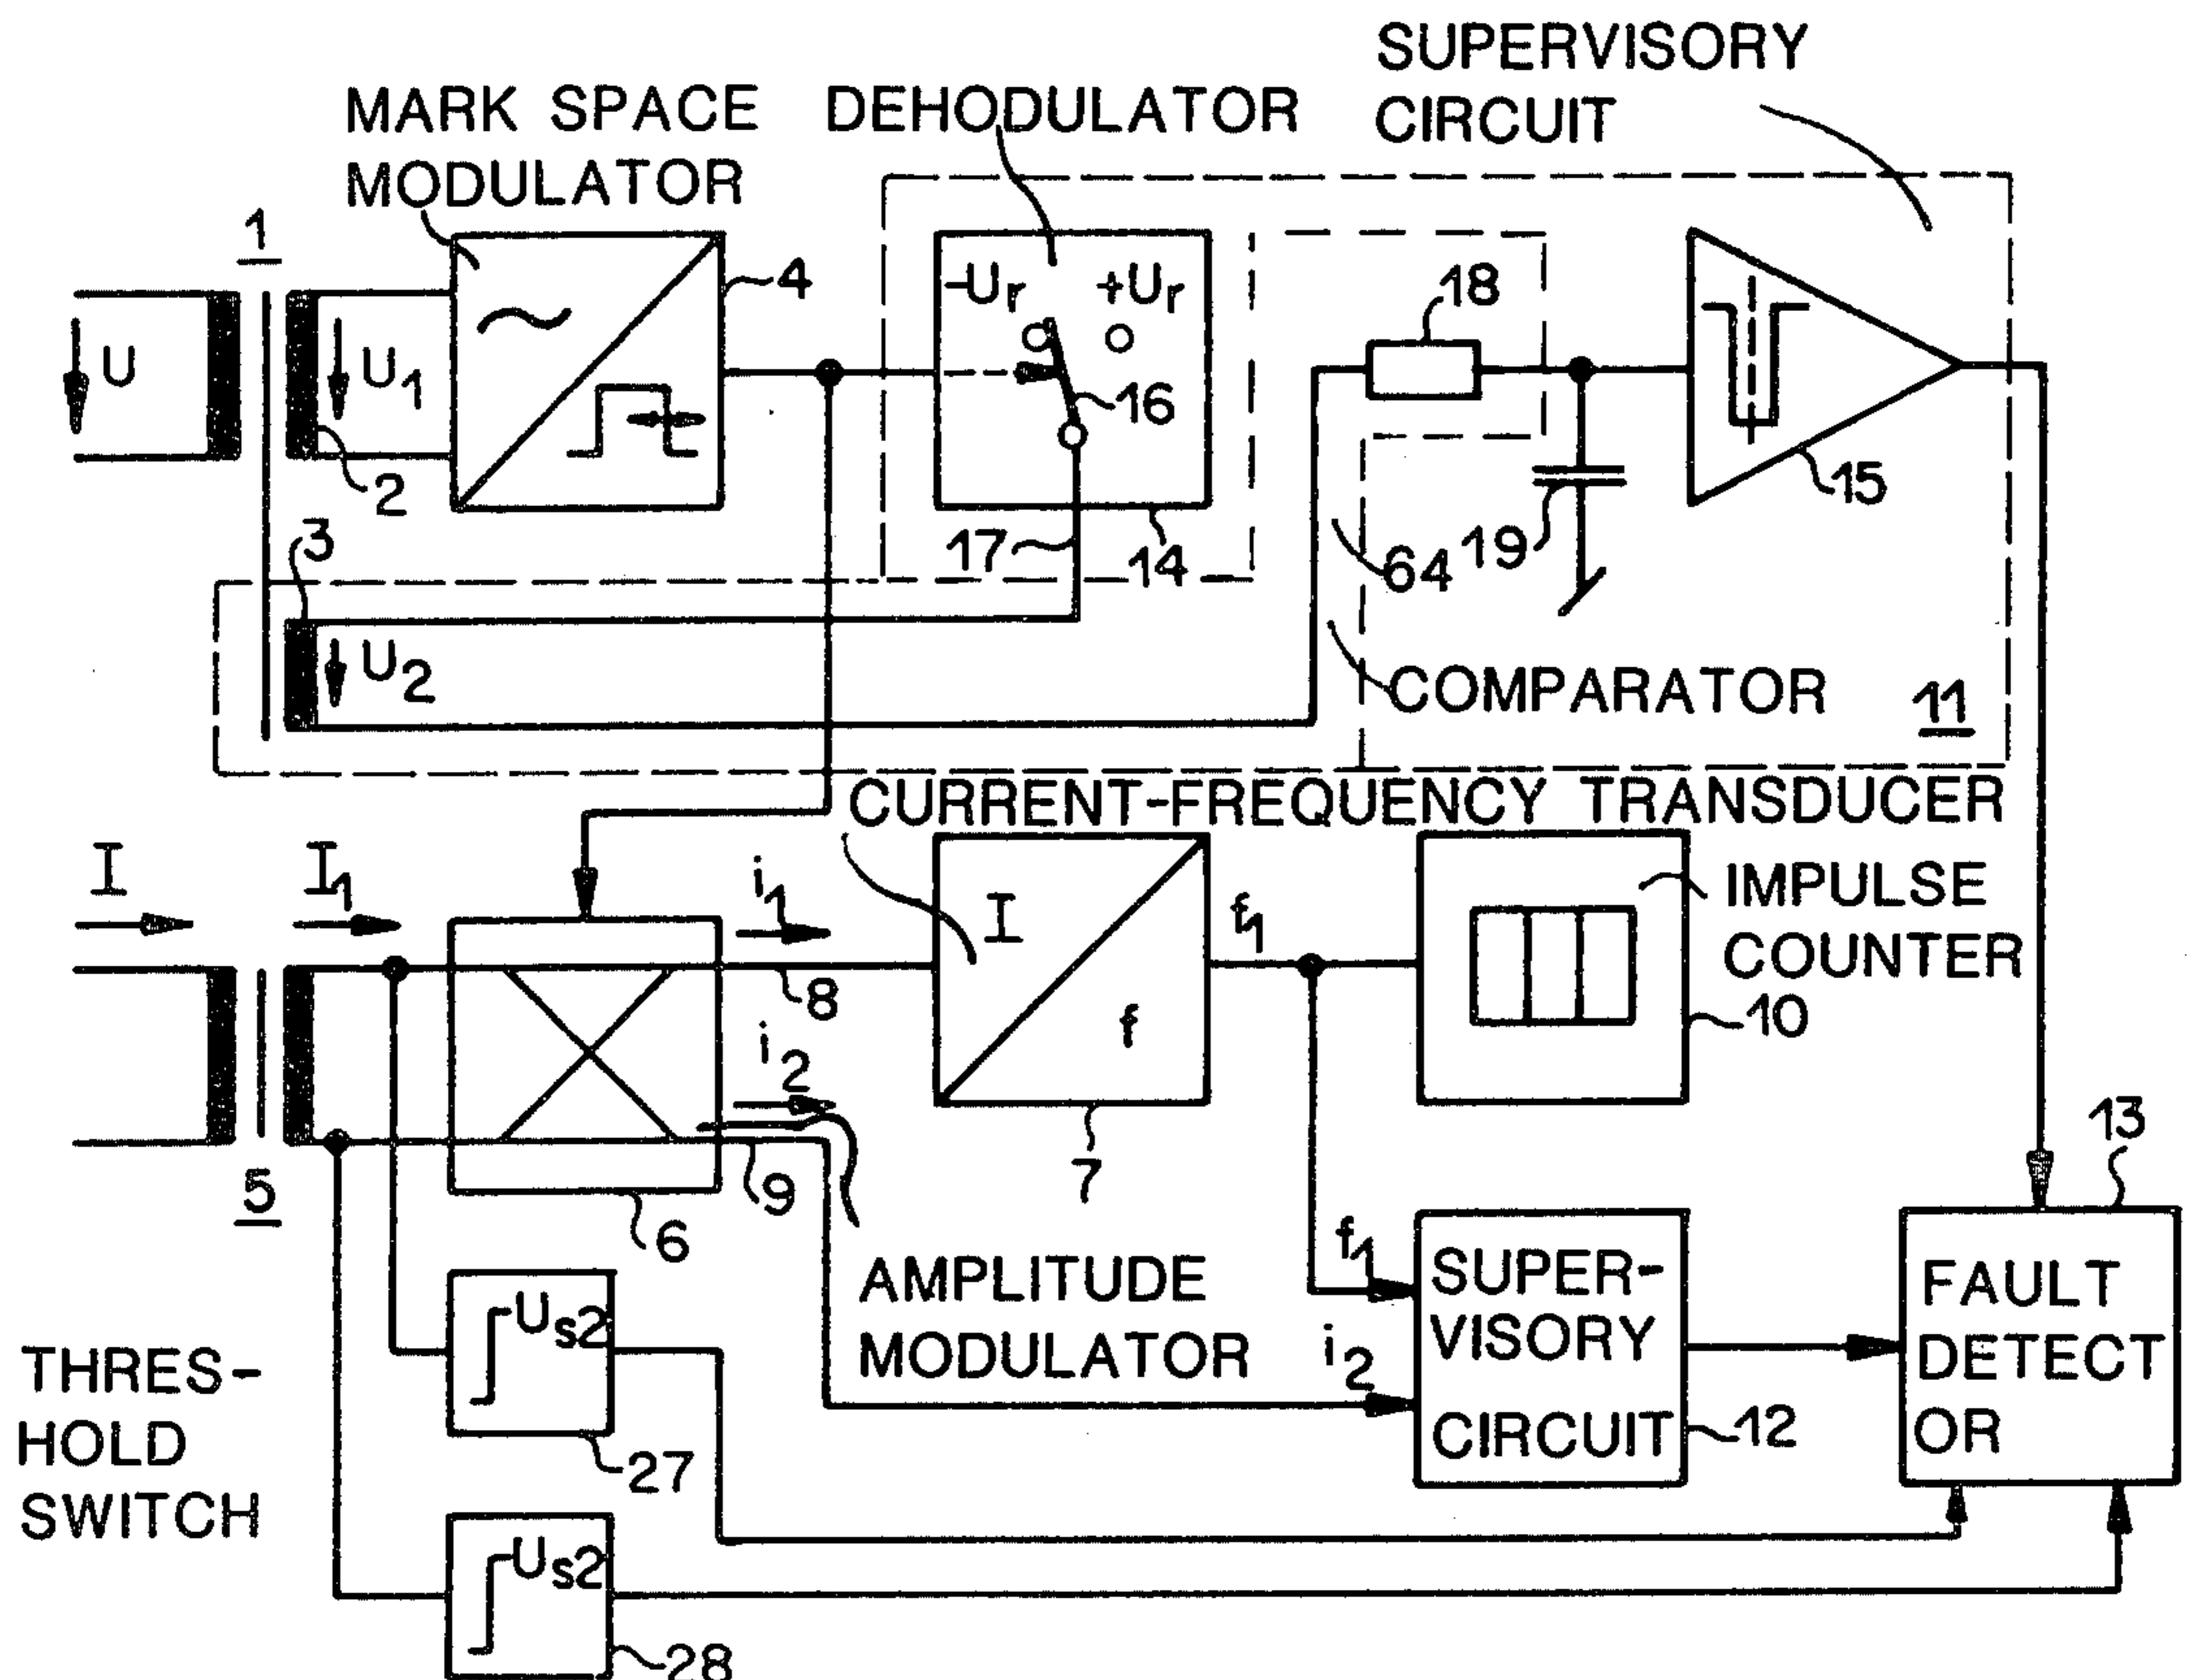 SUPERVISORY
CIRCUIT
MARK SPACE
MODULATOR
DEHODULATOR
1
4
-Ur
+Ur
18
U
U1
16
2
15
3
17
14
64
19
U2
COMPARATOR
11
CURRENT-FREQUENCY TRANSDUCER
I
I1
i1
I
f1
IMPULSE
COUNTER
8
10
i2
f
13
5
9
7
6
f1
SUPER-
VISORY
CIRCUIT
FAULT
DETECT
OR
AMPLITUDE
MODULATOR
i2
Us2
12
THRES-
HOLD
SWITCH
27
Us2
28